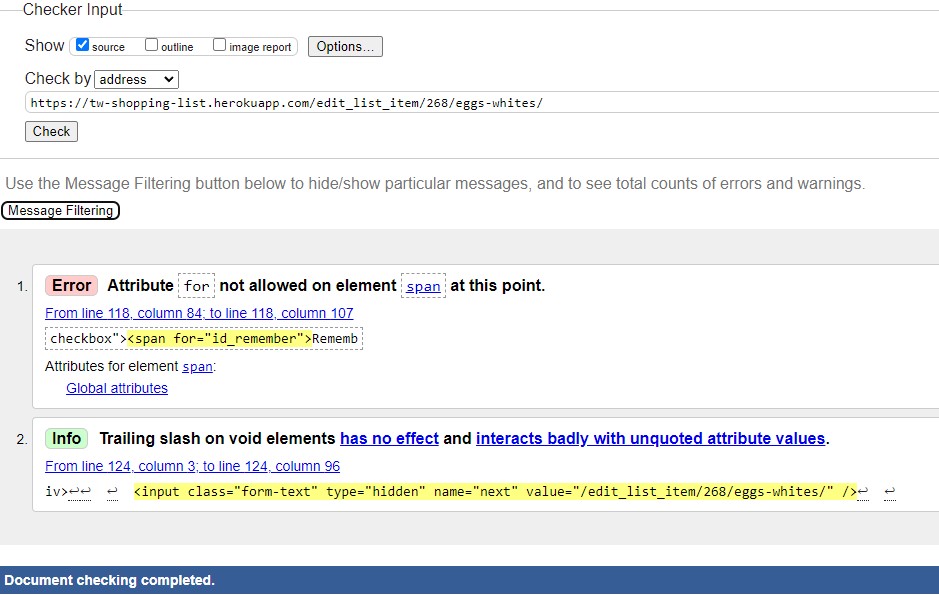 Checker Input
Show source outline image report Options...
Check by address
https://tw-shopping-list.herokuapp.com/edit_list_item/268/eggs-whites/
Check
Use the Message Filtering button below to hide/show particular messages, and to see total counts of errors and warnings.
Message Filtering
1. Error Attribute for not allowed on element span at this point.
From line 118, column 84; to line 118, column 107
checkbox"><span for="id_remember">Rememb
Attributes for element span:
Global attributes
2. Info Trailing slash on void elements has no effect and interacts badly with unquoted attribute values.
From line 124, column 3; to line 124, column 96
iv>↩↩ ↩ <input class="form-text" type="hidden" name="next" value="/edit_list_item/268/eggs-whites/" />↩ ↩
Document checking completed.